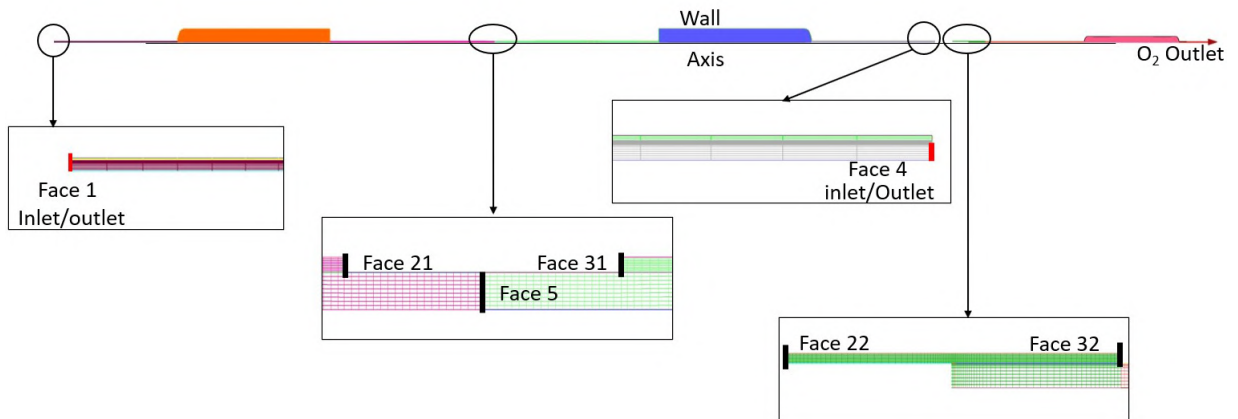 Wall
Axis
O₂ Outlet
Face 1
Inlet/outlet
Face 4
inlet/Outlet
Face 21
Face 31
Face 5
Face 22
Face 32